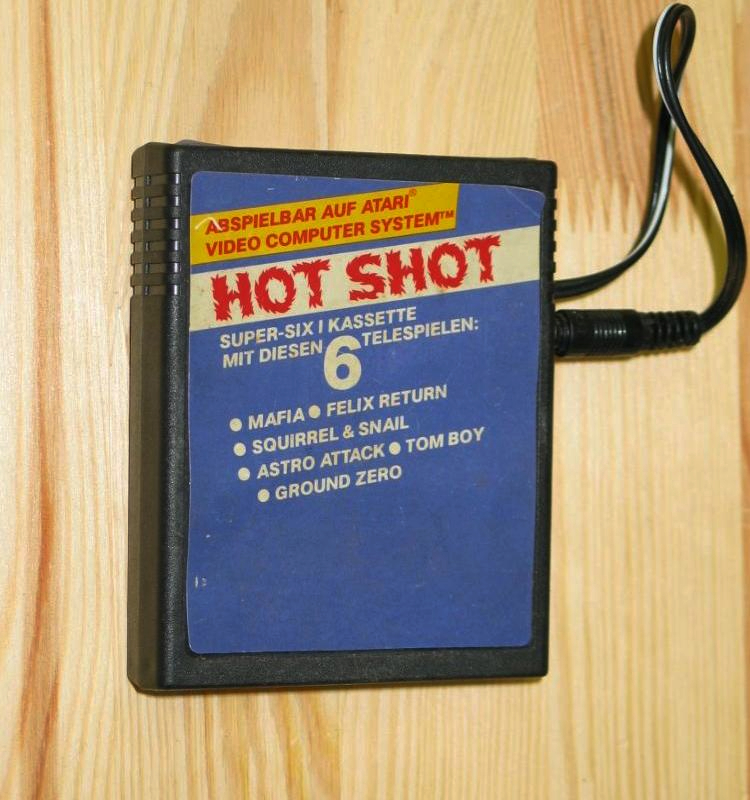 ABSPIELBAR AUF ATARI®
VIDEO COMPUTER SYSTEM™
HOT SHOT
SUPER-SIX I KASSETTE
MIT DIESEN 6 TELESPIELEN:
● MAFIA ● FELIX RETURN
● SQUIRREL & SNAIL
● ASTRO ATTACK ● TOM BOY
● GROUND ZERO